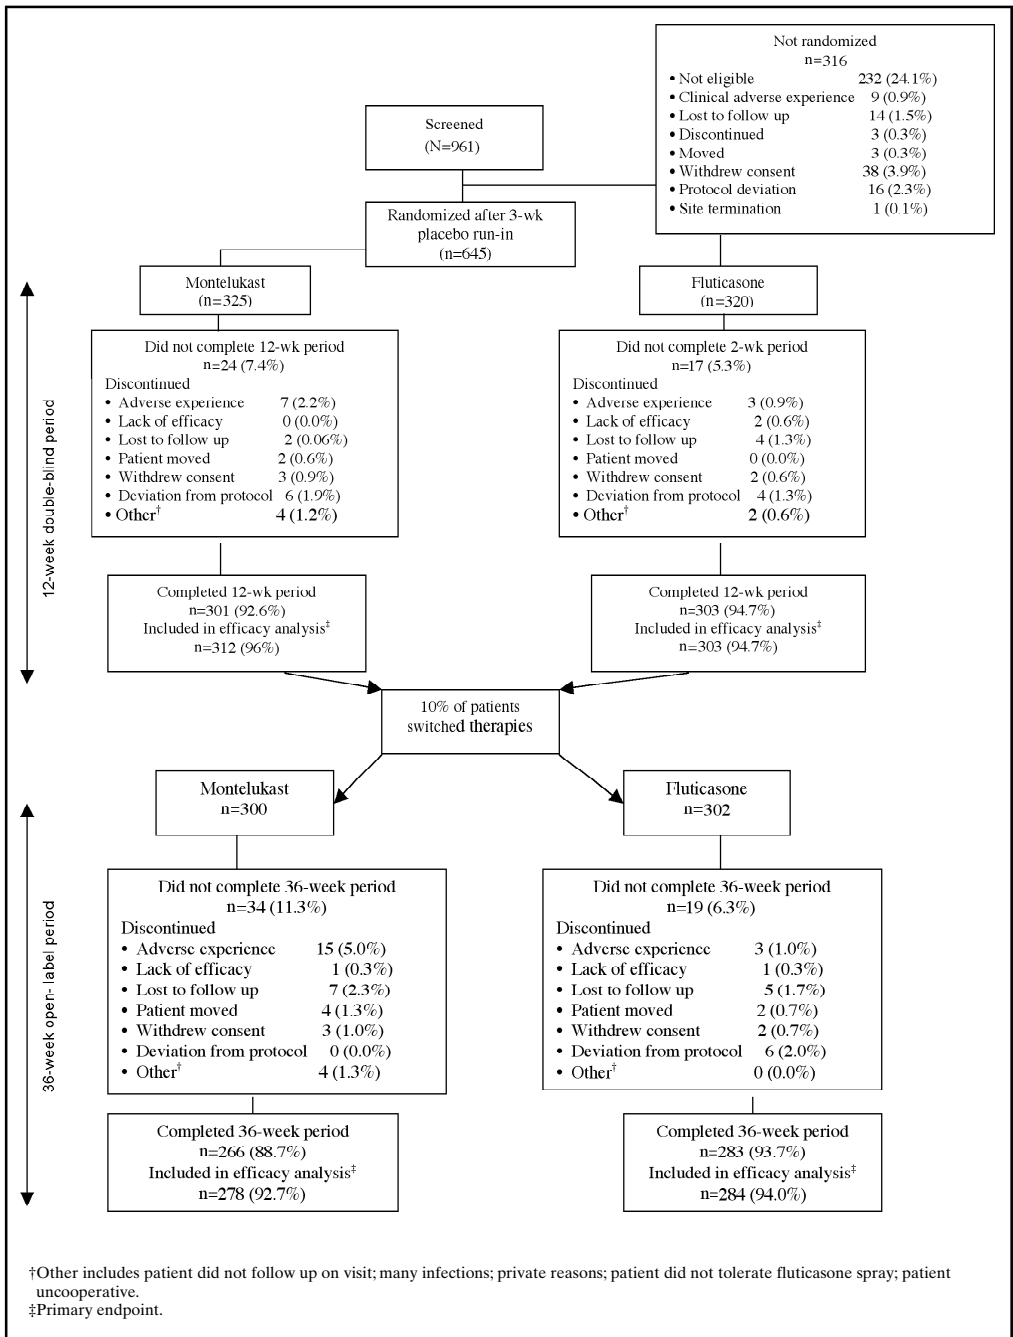 Not randomized
n=316
• Not eligible 232 (24.1%)
• Clinical adverse experience 9 (0.9%)
• Lost to follow up 14 (1.5%)
• Discontinued 3 (0.3%)
• Moved 3 (0.3%)
• Withdrew consent 38 (3.9%)
• Protocol deviation 16 (2.3%)
• Site termination 1 (0.1%)
Screened
(N=961)
Randomized after 3-wk
placebo run-in
(n=645)
12-week double-blind period
Montelukast
(n=325)
Fluticasone
(n=320)
Did not complete 12-wk period
n=24 (7.4%)
Discontinued
• Adverse experience 7 (2.2%)
• Lack of efficacy 0 (0.0%)
• Lost to follow up 2 (0.06%)
• Patient moved 2 (0.6%)
• Withdrew consent 3 (0.9%)
• Deviation from protocol 6 (1.9%)
• Other† 4 (1.2%)
Did not complete 2-wk period
n=17 (5.3%)
Discontinued
• Adverse experience 3 (0.9%)
• Lack of efficacy 2 (0.6%)
• Lost to follow up 4 (1.3%)
• Patient moved 0 (0.0%)
• Withdrew consent 2 (0.6%)
• Deviation from protocol 4 (1.3%)
• Other† 2 (0.6%)
Completed 12-wk period
n=301 (92.6%)
Included in efficacy analysis‡
n=312 (96%)
Completed 12-wk period
n=303 (94.7%)
Included in efficacy analysis‡
n=303 (94.7%)
10% of patients
switched therapies
36-week open- label period
Montelukast
n=300
Fluticasone
n=302
Did not complete 36-week period
n=34 (11.3%)
Discontinued
• Adverse experience 15 (5.0%)
• Lack of efficacy 1 (0.3%)
• Lost to follow up 7 (2.3%)
• Patient moved 4 (1.3%)
• Withdrew consent 3 (1.0%)
• Deviation from protocol 0 (0.0%)
• Other† 4 (1.3%)
Did not complete 36-week period
n=19 (6.3%)
Discontinued
• Adverse experience 3 (1.0%)
• Lack of efficacy 1 (0.3%)
• Lost to follow up 5 (1.7%)
• Patient moved 2 (0.7%)
• Withdrew consent 2 (0.7%)
• Deviation from protocol 6 (2.0%)
• Other† 0 (0.0%)
Completed 36-week period
n=266 (88.7%)
Included in efficacy analysis‡
n=278 (92.7%)
Completed 36-week period
n=283 (93.7%)
Included in efficacy analysis‡
n=284 (94.0%)
†Other includes patient did not follow up on visit; many infections; private reasons; patient did not tolerate fluticasone spray; patient
uncooperative.
‡Primary endpoint.